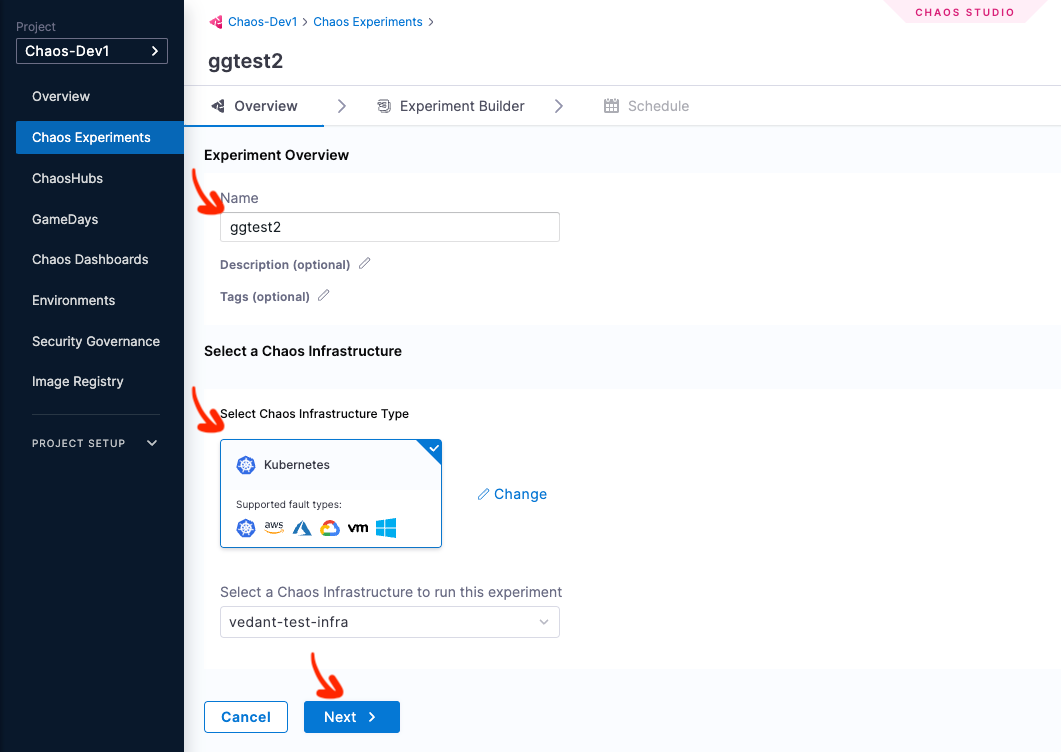 Project
Chaos-Dev1
Overview
Chaos Experiments
ChaosHubs
GameDays
Chaos Dashboards
Environments
Security Governance
Image Registry
PROJECT SETUP
Chaos-Dev1 > Chaos Experiments >
CHAOS STUDIO
ggtest2
Overview > Experiment Builder > Schedule
Experiment Overview
Name
ggtest2
Description (optional)
Tags (optional)
Select a Chaos Infrastructure
Select Chaos Infrastructure Type
Kubernetes
Supported fault types:
aws vm
Change
Select a Chaos Infrastructure to run this experiment
vedant-test-infra
Cancel Next >